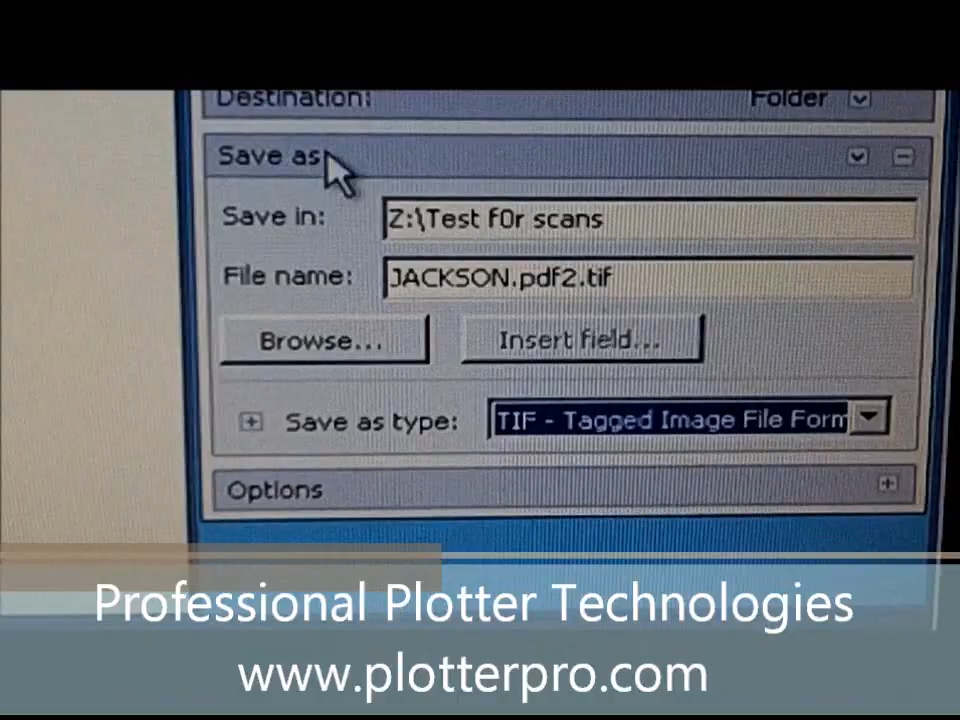 Destination: Folder
Save as
Save in: Z:\Test f0r scans
File name: JACKSON.pdf2.tif
Browse... Insert field...
Save as type: TIF - Tagged Image File Form
Options
Professional Plotter Technologies
www.plotterpro.com